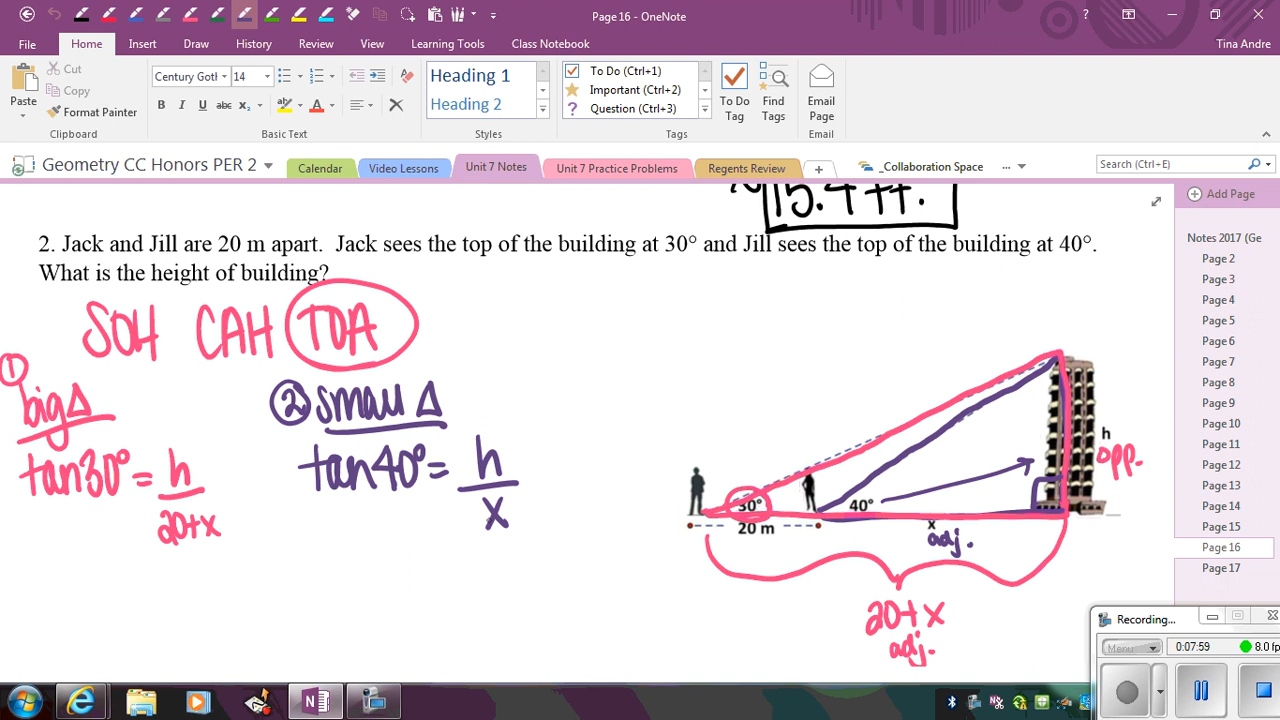 Page 16 - OneNote
Tina Andre
File Home Insert Draw History Review View Learning Tools Class Notebook
Paste
Cut
Copy
Format Painter
Century Goth 14
B I U abc x₂ A
Heading 1
Heading 2
To Do (Ctrl+1)
Important (Ctrl+2)
Question (Ctrl+3)
To Do Tag
Find Tags
Email Page
Clipboard Basic Text Styles Tags Email
Geometry CC Honors PER 2 Calendar Video Lessons Unit 7 Notes Unit 7 Practice Problems Regents Review _Collaboration Space ... Search (Ctrl+E)
Add Page
Notes 2017 (Ge
Page 2
Page 3
Page 4
Page 5
Page 6
Page 7
Page 8
Page 9
Page 10
Page 11
Page 12
Page 13
Page 14
Page 15
Page 16
Page 17
15.4 ft.
2. Jack and Jill are 20 m apart. Jack sees the top of the building at 30° and Jill sees the top of the building at 40°.
What is the height of building?
SOH CAH TOA
① big Δ
tan30° = h
20+x
② small Δ
tan40° = h
x
h
opp.
30°
40°
20 m
x
adj.
20+x
adj.
Recording...
Menu 0:07:59 8.0 fp